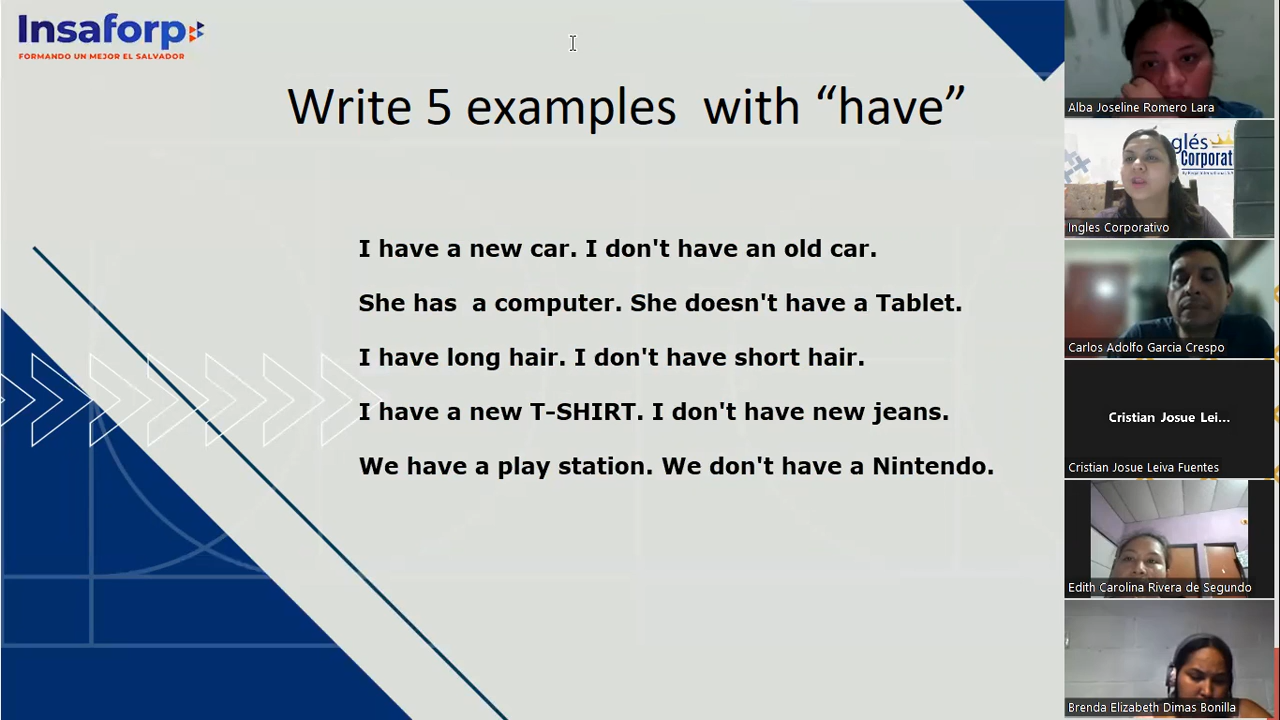 Insaforp
FORMANDO UN MEJOR EL SALVADOR
Write 5 examples with “have”
I have a new car. I don't have an old car.
She has a computer. She doesn't have a Tablet.
I have long hair. I don't have short hair.
I have a new T-SHIRT. I don't have new jeans.
We have a play station. We don't have a Nintendo.
Alba Joseline Romero Lara
glés
Corporat
Ingles Corporativo
Carlos Adolfo Garcia Crespo
Cristian Josue Lei...
Cristian Josue Leiva Fuentes
Edith Carolina Rivera de Segundo
Brenda Elizabeth Dimas Bonilla